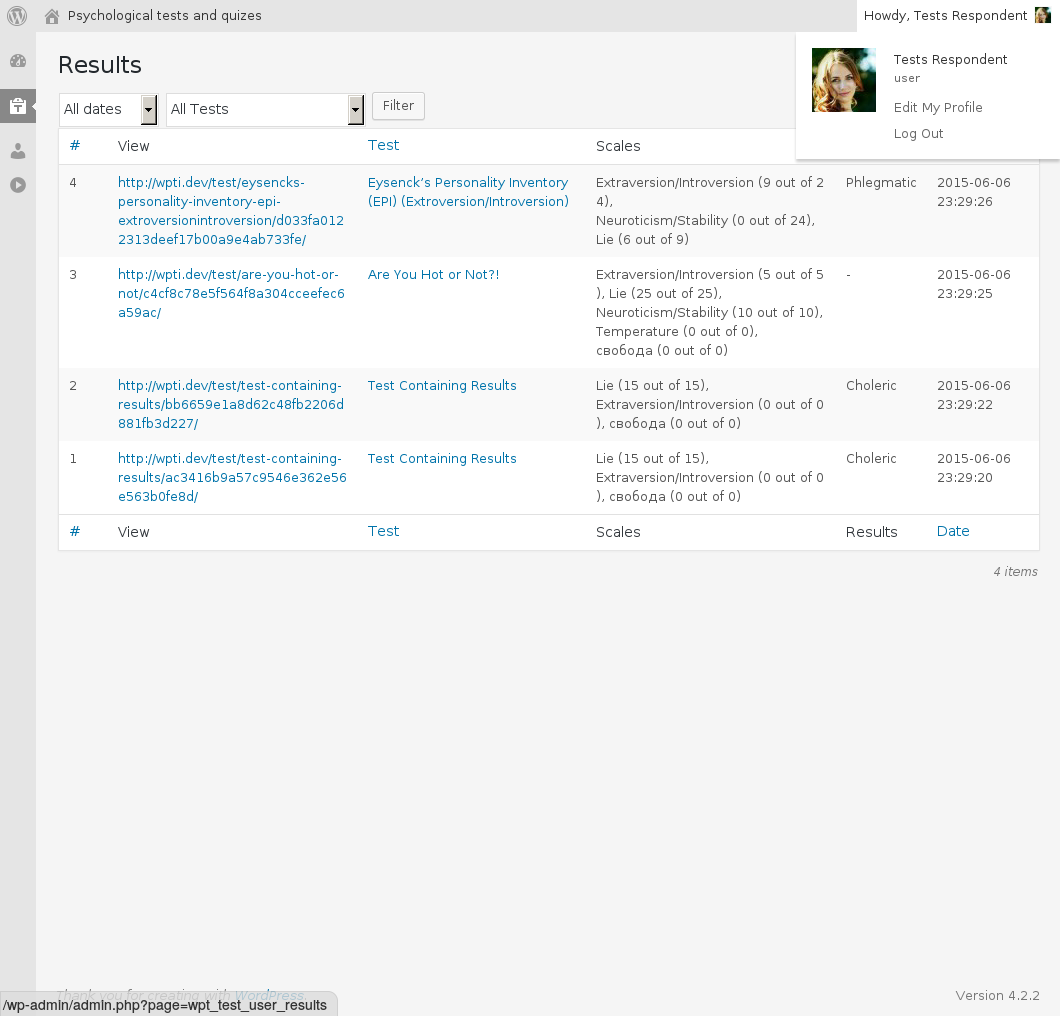 Psychological tests and quizes
Howdy, Tests Respondent
Tests Respondent
user
Edit My Profile
Log Out
Results
All dates
All Tests
Filter
# View Test Scales
4 http://wpti.dev/test/eysencks- Eysenck's Personality Inventory Extraversion/Introversion (9 out of 2 Phlegmatic 2015-06-06
personality-inventory-epi- (EPI) (Extroversion/Introversion) 4), 23:29:26
extroversionintroversion/d033fa012 Neuroticism/Stability (0 out of 24),
2313deef17b00a9e4ab733fe/ Lie (6 out of 9)
3 http://wpti.dev/test/are-you-hot-or- Are You Hot or Not?! Extraversion/Introversion (5 out of 5 - 2015-06-06
not/c4cf8c78e5f564f8a304cceefec6 ), Lie (25 out of 25), 23:29:25
a59ac/ Neuroticism/Stability (10 out of 10),
Temperature (0 out of 0),
свобода (0 out of 0)
2 http://wpti.dev/test/test-containing- Test Containing Results Lie (15 out of 15), Choleric 2015-06-06
results/bb6659e1a8d62c48fb2206d Extraversion/Introversion (0 out of 0 23:29:22
881fb3d227/ ), свобода (0 out of 0)
1 http://wpti.dev/test/test-containing- Test Containing Results Lie (15 out of 15), Choleric 2015-06-06
results/ac3416b9a57c9546e362e56 Extraversion/Introversion (0 out of 0 23:29:20
e563b0fe8d/ ), свобода (0 out of 0)
# View Test Scales Results Date
4 items
Thank you for creating with WordPress.
Version 4.2.2
/wp-admin/admin.php?page=wpt_test_user_results